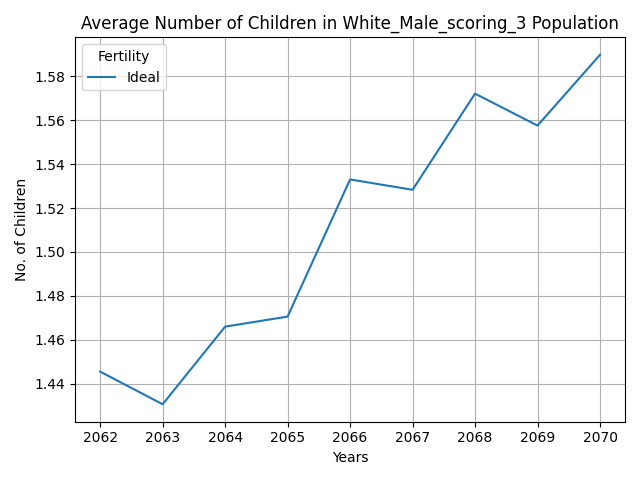 Average Number of Children in White_Male_scoring_3 Population
Fertility
Ideal
1.58
1.56
1.54
1.52
1.50
1.48
1.46
1.44
No. of Children
2062 2063 2064 2065 2066 2067 2068 2069 2070
Years